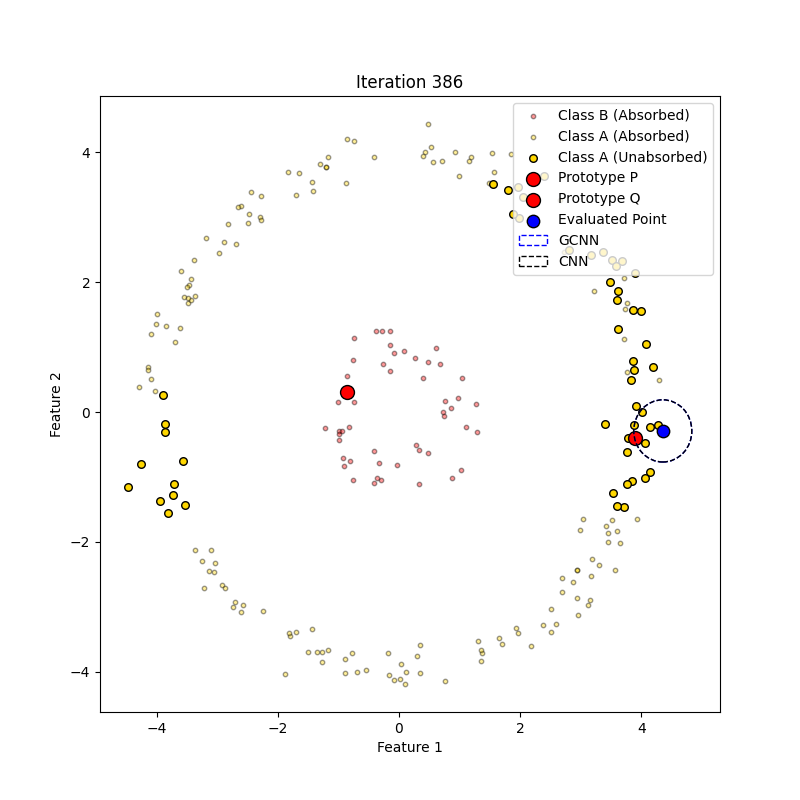 Iteration 386
Class B (Absorbed)
Class A (Absorbed)
Class A (Unabsorbed)
Prototype P
Prototype Q
Evaluated Point
GCNN
CNN
4
2
0
−2
−4
Feature 2
−4
−2
0
2
4
Feature 1